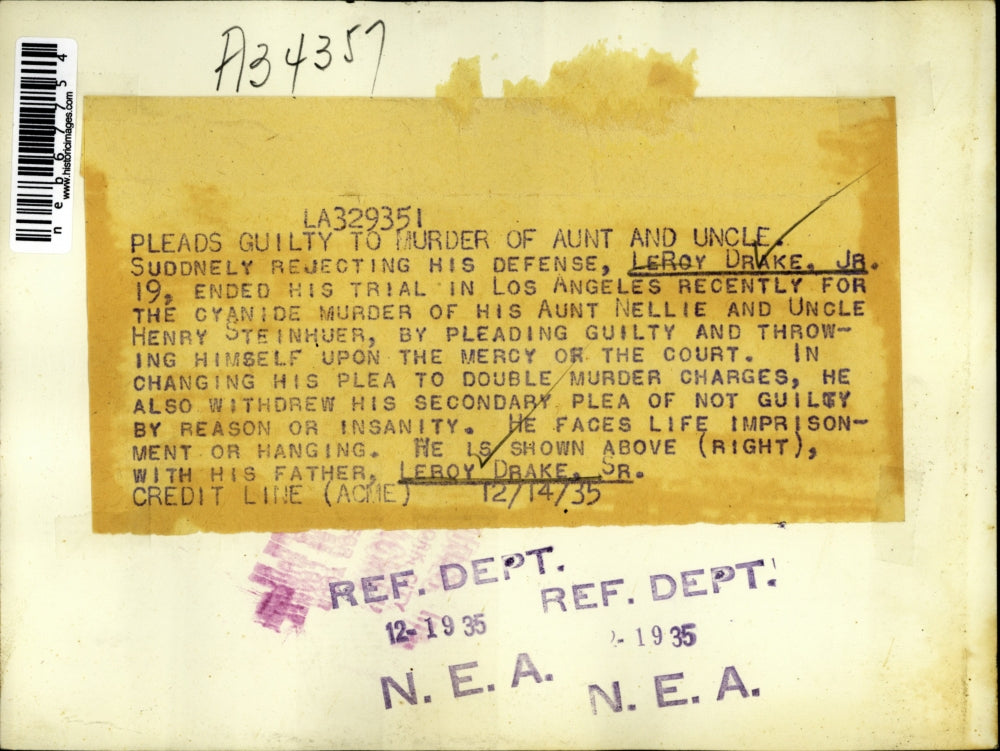 A34357
neb67754
www.historicimages.com
LA329351
PLEADS GUILTY TO MURDER OF AUNT AND UNCLE.
SUDDNELY REJECTING HIS DEFENSE, LEROY DRAKE, JR.
19, ENDED HIS TRIAL IN LOS ANGELES RECENTLY FOR
THE CYANIDE MURDER OF HIS AUNT NELLIE AND UNCLE
HENRY STEINHUER, BY PLEADING GUILTY AND THROW-
ING HIMSELF UPON THE MERCY OR THE COURT. IN
CHANGING HIS PLEA TO DOUBLE MURDER CHARGES, HE
ALSO WITHDREW HIS SECONDARY PLEA OF NOT GUILTY
BY REASON OR INSANITY. HE FACES LIFE IMPRISON-
MENT OR HANGING. HE IS SHOWN ABOVE (RIGHT),
WITH HIS FATHER, LEROY DRAKE, SR.
CREDIT LINE (ACME) 12/14/35
REF. DEPT. REF. DEPT.
12-1935 -1935
N. E. A. N. E. A.